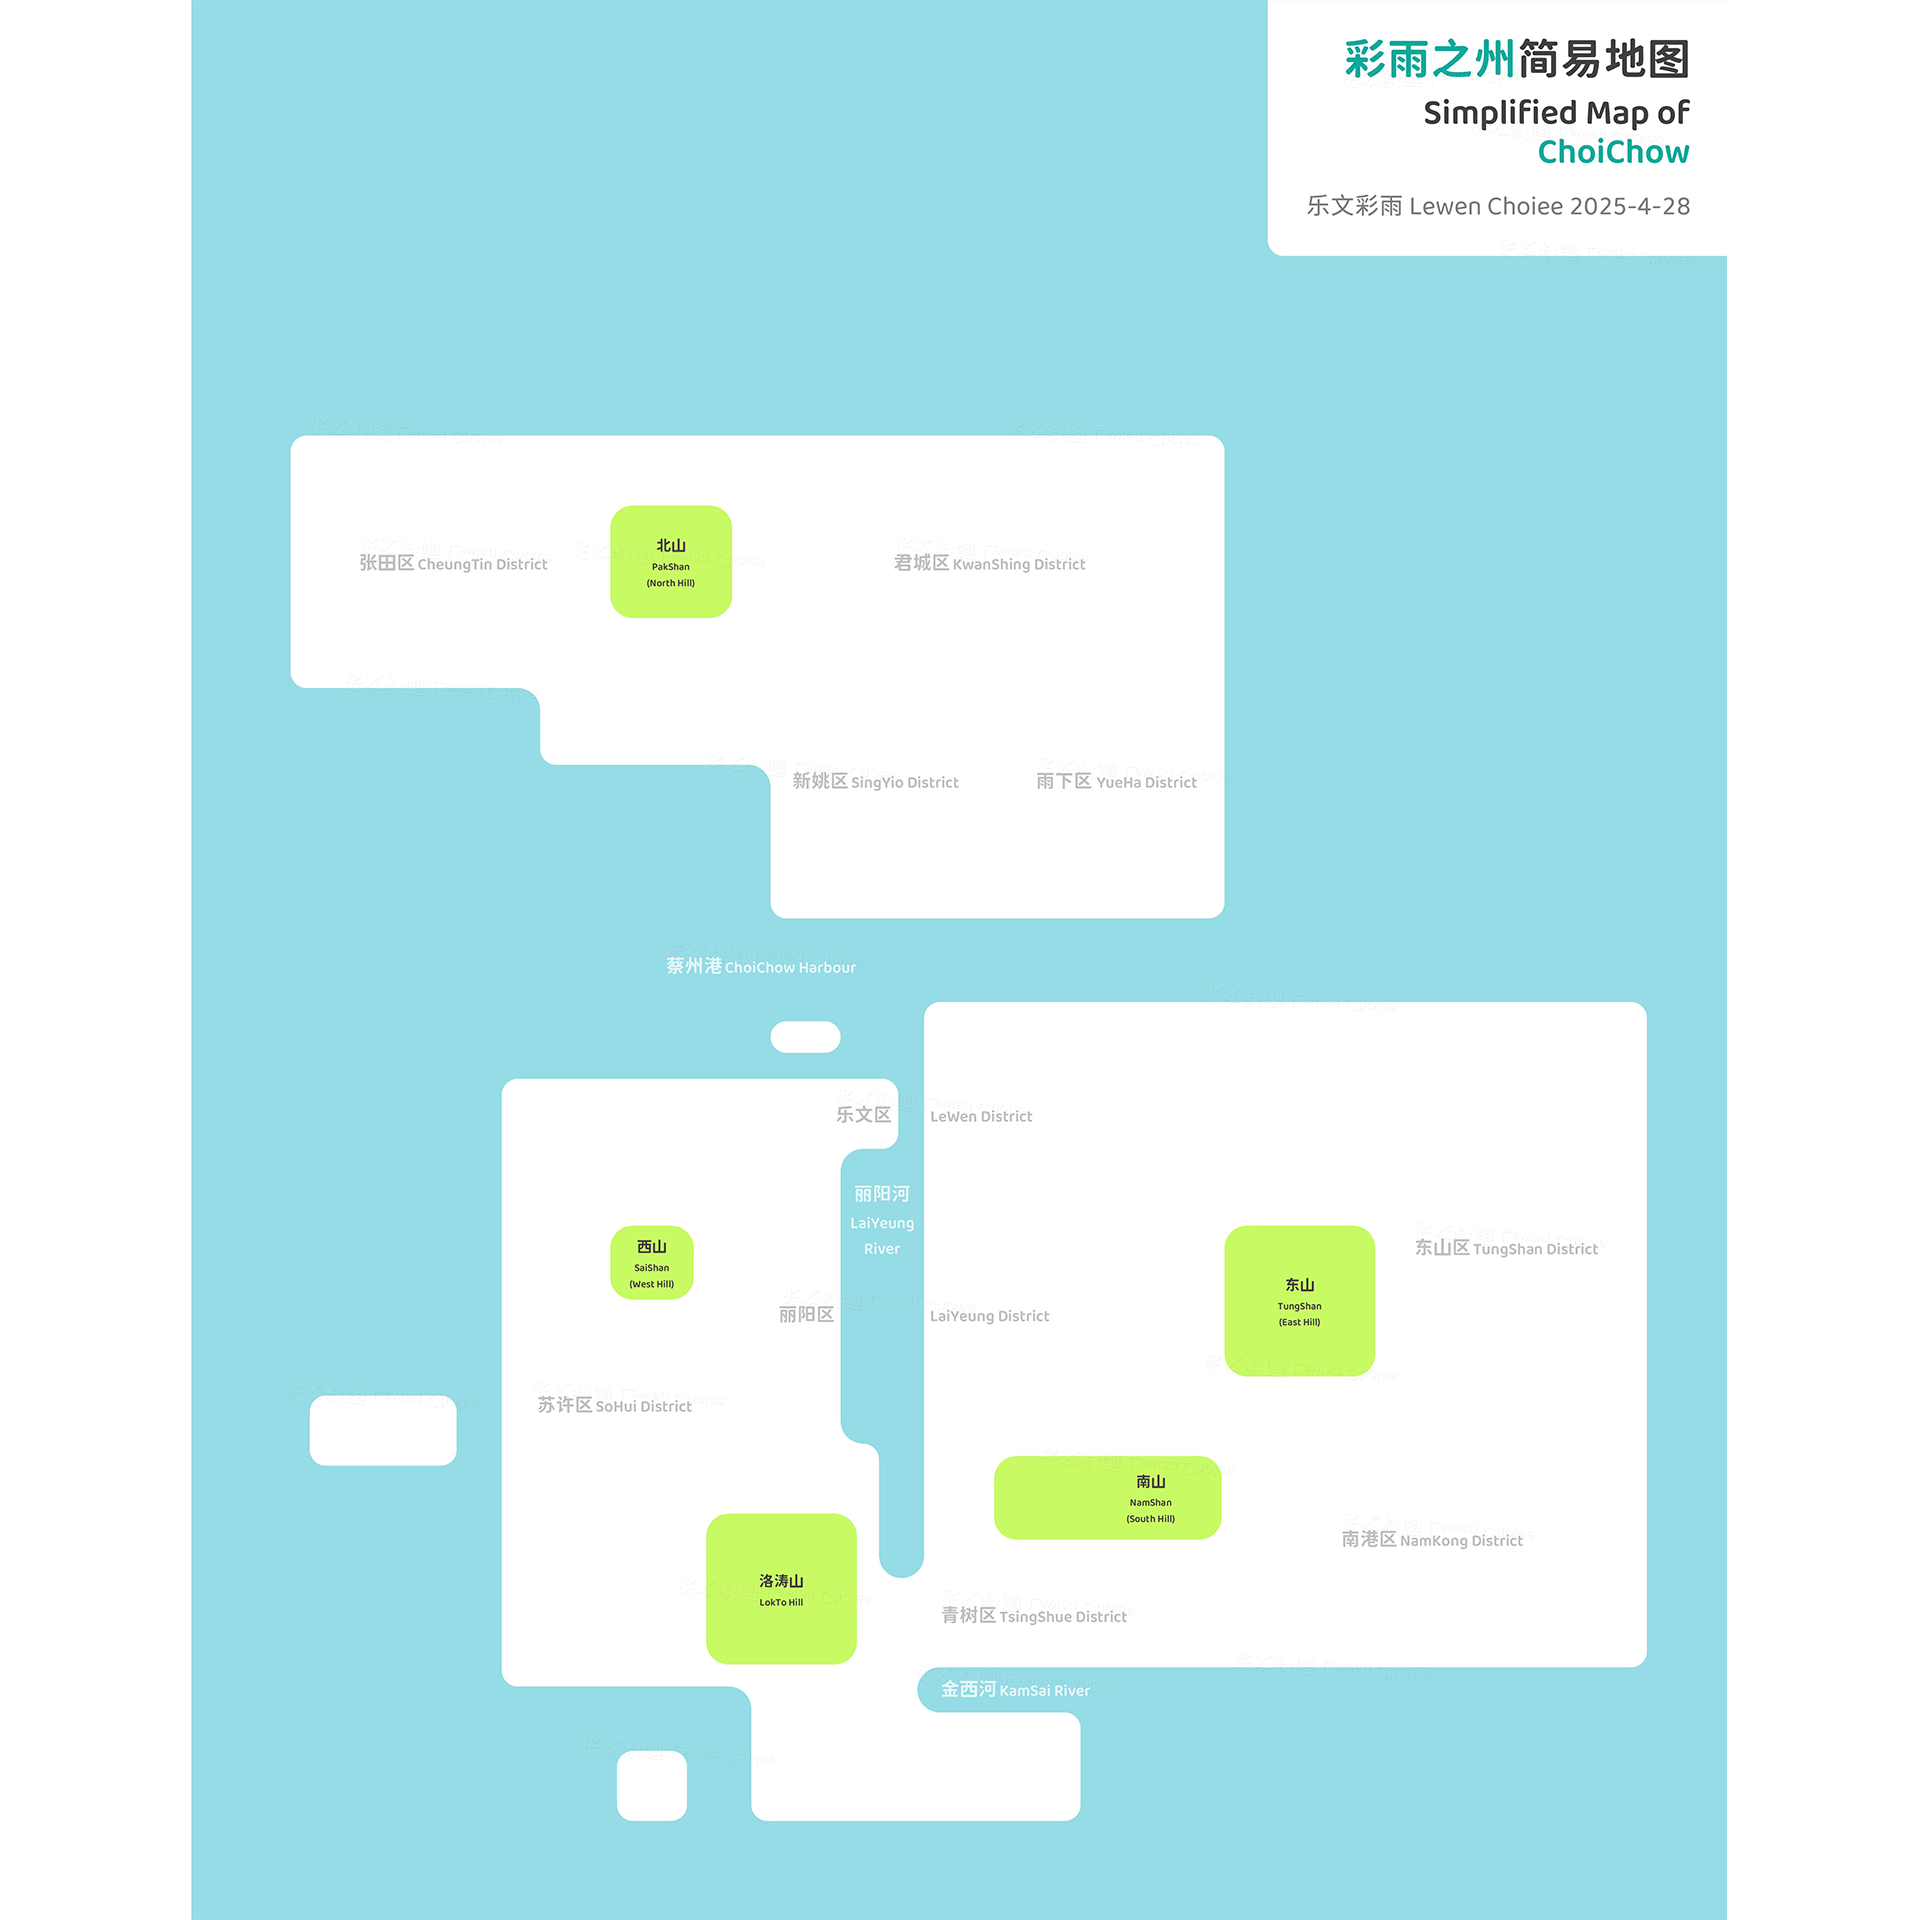 彩雨之州简易地图
Simplified Map of
ChoiChow
乐文彩雨 Lewen Choiee 2025-4-28
北山
PakShan
(North Hill)
张田区 CheungTin District
君城区 KwanShing District
新姚区 SingYio District
雨下区 YueHa District
蔡州港 ChoiChow Harbour
乐文区 LeWen District
丽阳河
LaiYeung
River
西山
SaiShan
(West Hill)
东山区 TungShan District
东山
TungShan
(East Hill)
丽阳区 LaiYeung District
苏许区 SoHui District
南山
NamShan
(South Hill)
南港区 NamKong District
洛涛山
LokTo Hill
青树区 TsingShue District
金西河 KamSai River